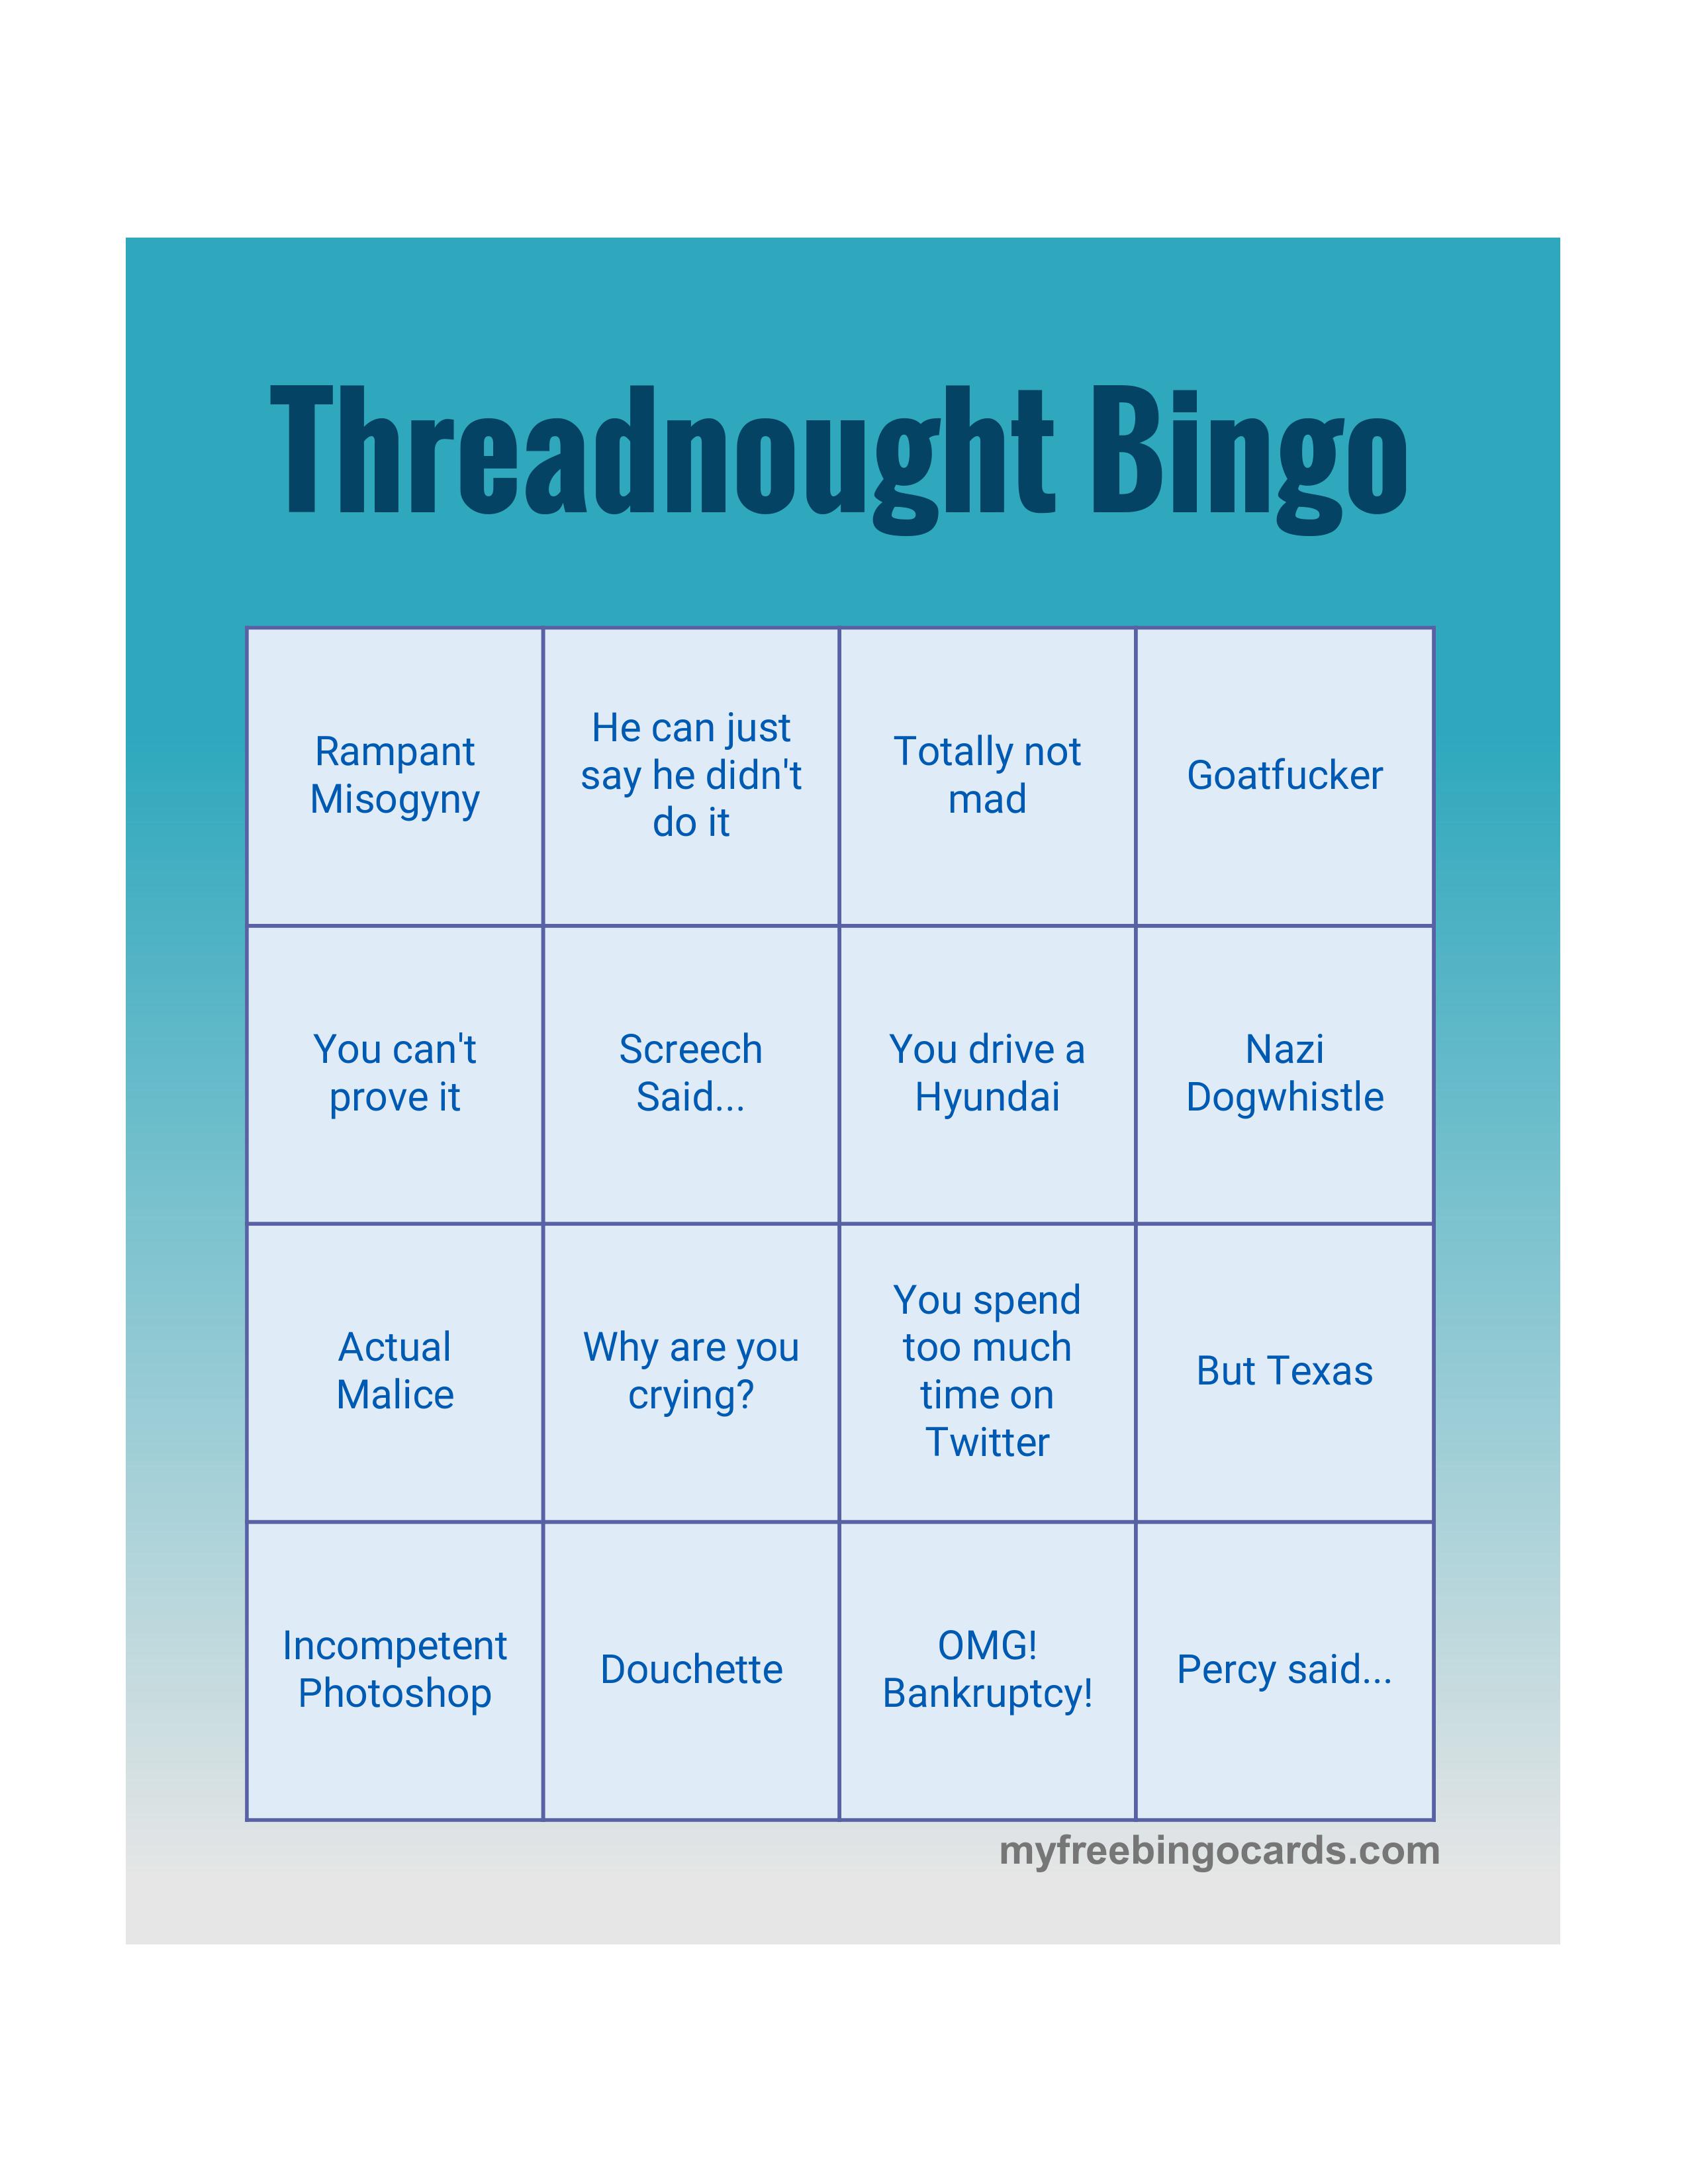 Threadnought Bingo
Rampant
Misogyny
He can just
say he didn't
do it
Totally not
mad
Goatfucker
You can't
prove it
Screech
Said...
You drive a
Hyundai
Nazi
Dogwhistle
Actual
Malice
Why are you
crying?
You spend
too much
time on
Twitter
But Texas
Incompetent
Photoshop
Douchette
OMG!
Bankruptcy!
Percy said...
myfreebingocards.com